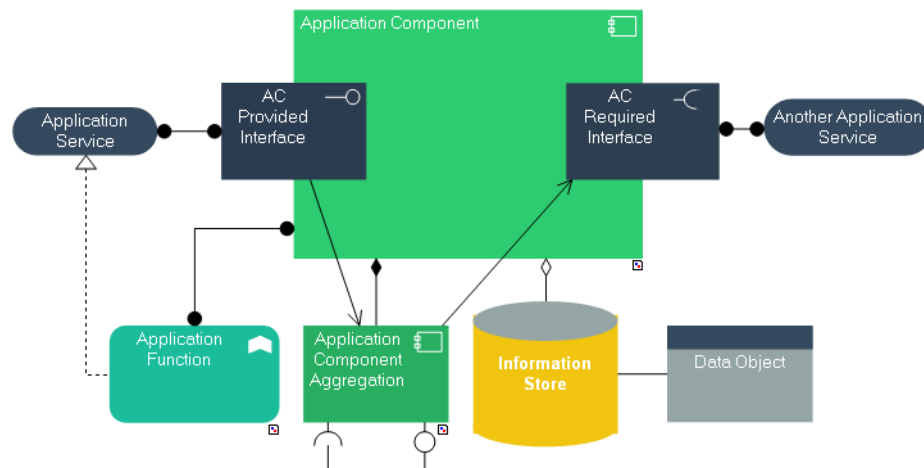 Application Component
AC
Provided
Interface
AC
Required
Interface
Application
Service
Another Application
Service
Application
Function
Application
Component
Aggregation
Information
Store
Data Object